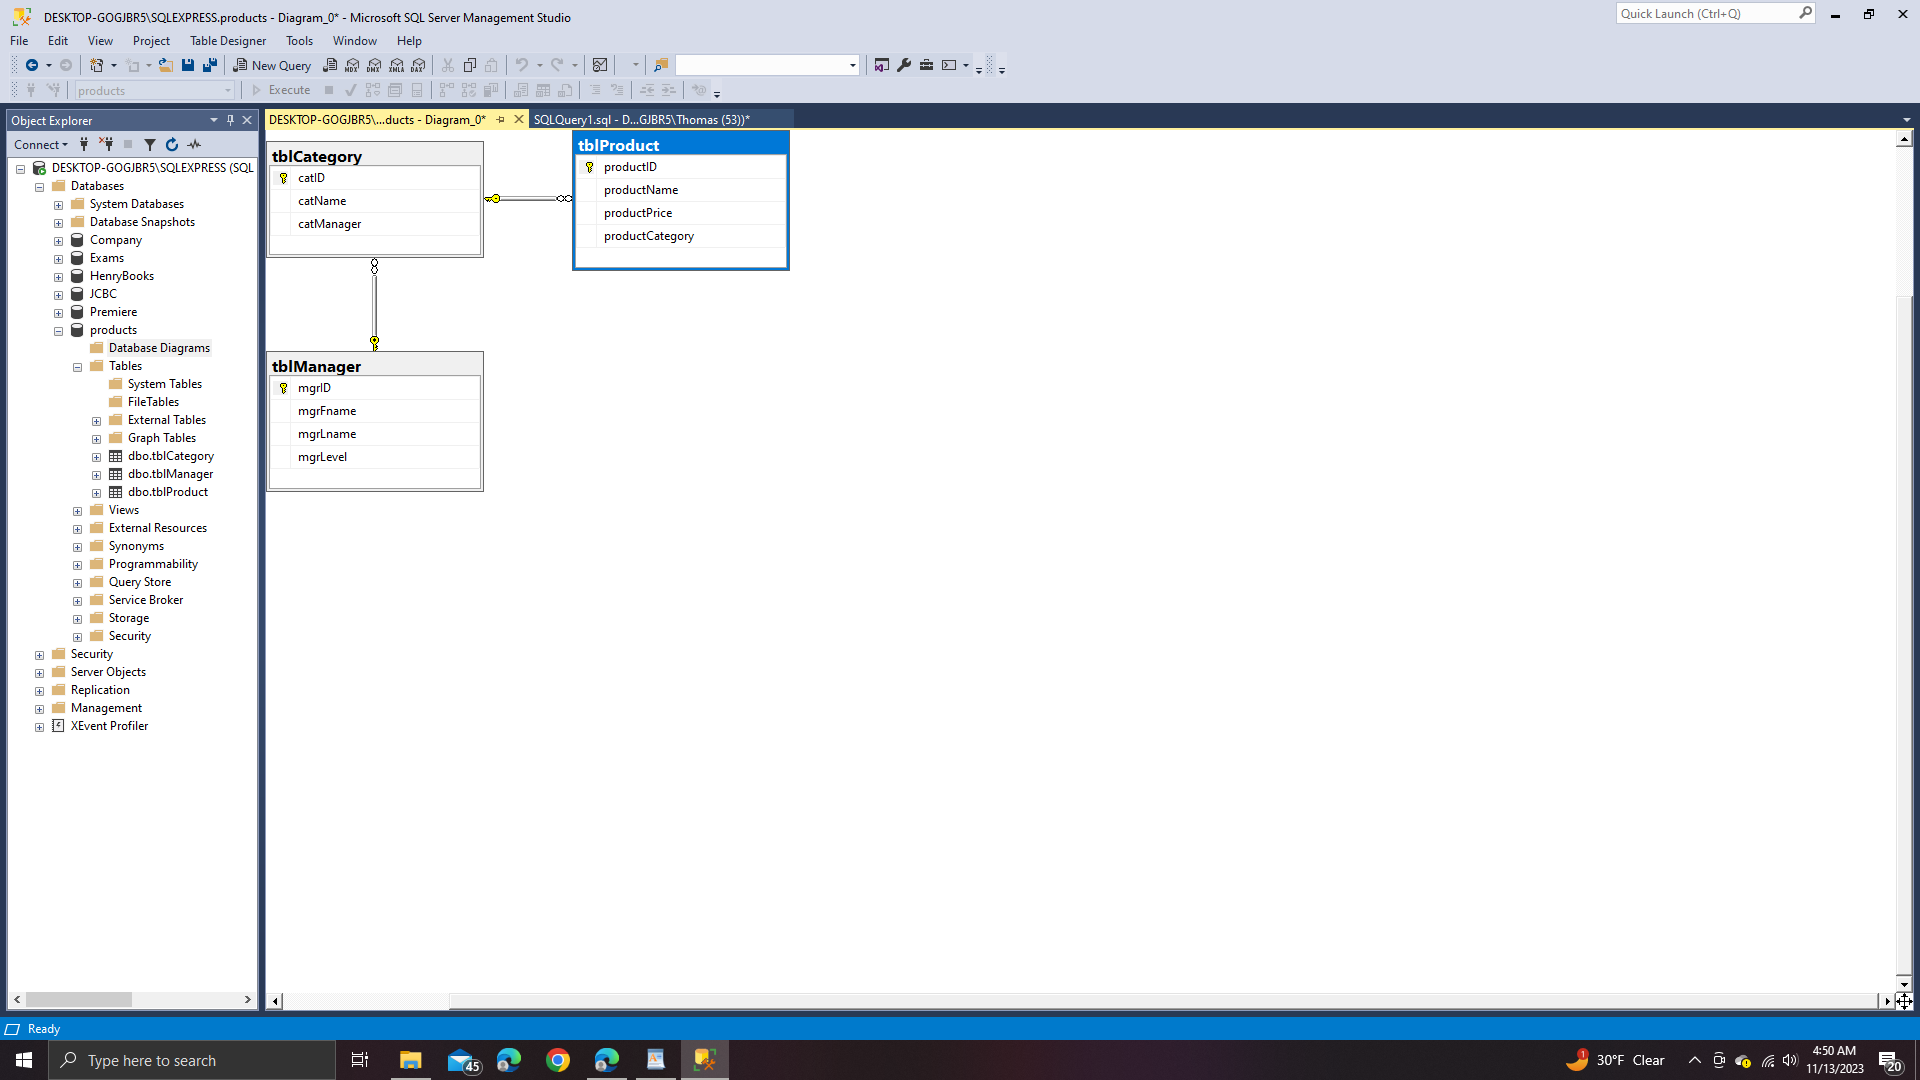 DESKTOP-GOGJBR5\SQLEXPRESS.products - Diagram_0* - Microsoft SQL Server Management Studio
Quick Launch (Ctrl+Q)
File Edit View Project Table Designer Tools Window Help
New Query MDX DMX XMLA DAX
products Execute
Object Explorer
DESKTOP-GOGJBR5\...ducts - Diagram_0*
SQLQuery1.sql - D...GJBR5\Thomas (53))*
Connect
DESKTOP-GOGJBR5\SQLEXPRESS (SQL
Databases
System Databases
Database Snapshots
Company
Exams
HenryBooks
JCBC
Premiere
products
Database Diagrams
Tables
System Tables
FileTables
External Tables
Graph Tables
dbo.tblCategory
dbo.tblManager
dbo.tblProduct
Views
External Resources
Synonyms
Programmability
Query Store
Service Broker
Storage
Security
Security
Server Objects
Replication
Management
XEvent Profiler
tblCategory
catID
catName
catManager
tblProduct
productID
productName
productPrice
productCategory
tblManager
mgrID
mgrFname
mgrLname
mgrLevel
Ready
Type here to search
45
1
30°F Clear
4:50 AM
11/13/2023
20